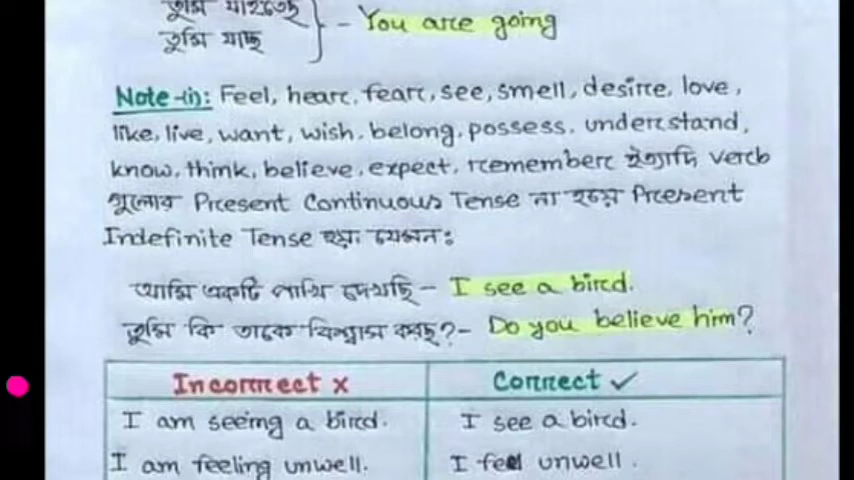 তুমি যাইতেছ
তুমি যাচ্ছ } - You are going
Note-(i): Feel, hear, fear, see, smell, desire, love,
like, live, want, wish, belong, possess, understand,
know, think, believe, expect, remember ইত্যাদি verb
গুলোর Present Continuous Tense না হয়ে Present
Indefinite Tense হয়। যেমন:
আমি একটি পাখি দেখছি - I see a bird.
তুমি কি তাকে বিশ্বাস করছ? - Do you believe him?
Incorrect x Correct ✓
I am seeing a bird. I see a bird.
I am feeling unwell. I feel unwell.